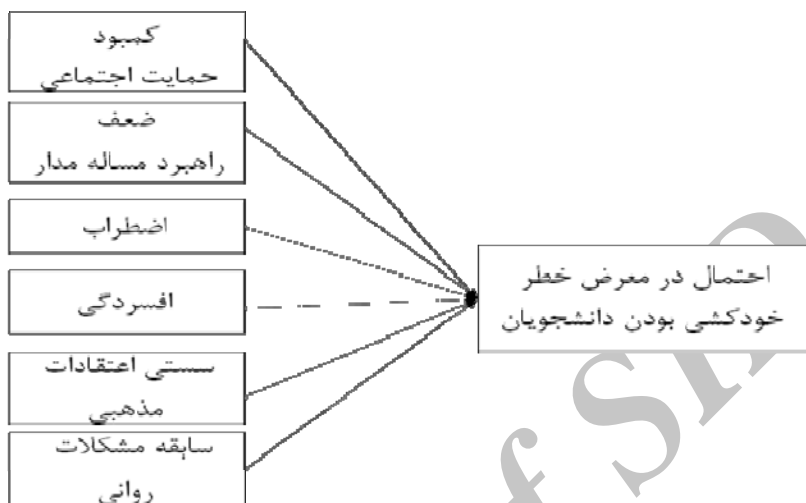 کمبود
حمایت اجتماعی
ضعف
راهبرد مساله مدار
اضطراب
افسردگی
سستی اعتقادات
مذهبی
سابقه مشکلات
روانی
احتمال در معرض خطر
خودکشی بودن دانشجویان
f SID